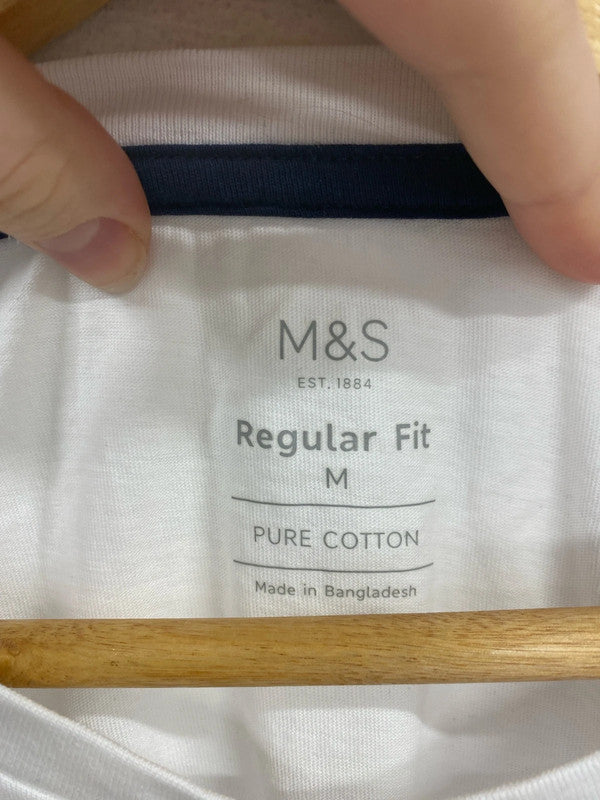 M&S
EST. 1884
Regular Fit
M
PURE COTTON
Made in Bangladesh